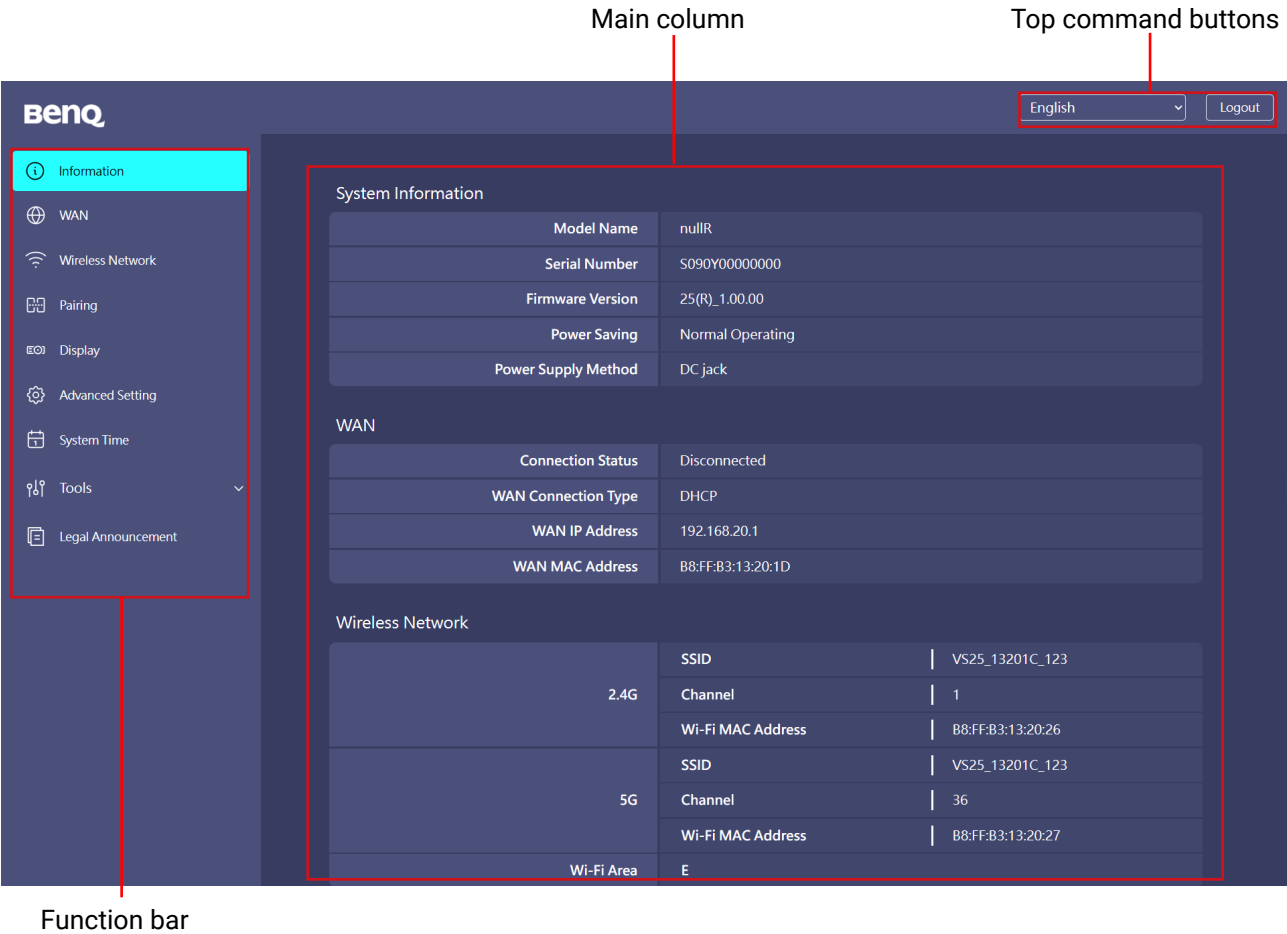 Main column
Top command buttons
BenQ
English
Logout
Information
WAN
Wireless Network
Pairing
Display
Advanced Setting
System Time
Tools
Legal Announcement
System Information
Model Name nullR
Serial Number S090Y00000000
Firmware Version 25(R)_1.00.00
Power Saving Normal Operating
Power Supply Method DC jack
WAN
Connection Status Disconnected
WAN Connection Type DHCP
WAN IP Address 192.168.20.1
WAN MAC Address B8:FF:B3:13:20:1D
Wireless Network
2.4G
SSID VS25_13201C_123
Channel 1
Wi-Fi MAC Address B8:FF:B3:13:20:26
5G
SSID VS25_13201C_123
Channel 36
Wi-Fi MAC Address B8:FF:B3:13:20:27
Wi-Fi Area E
Function bar